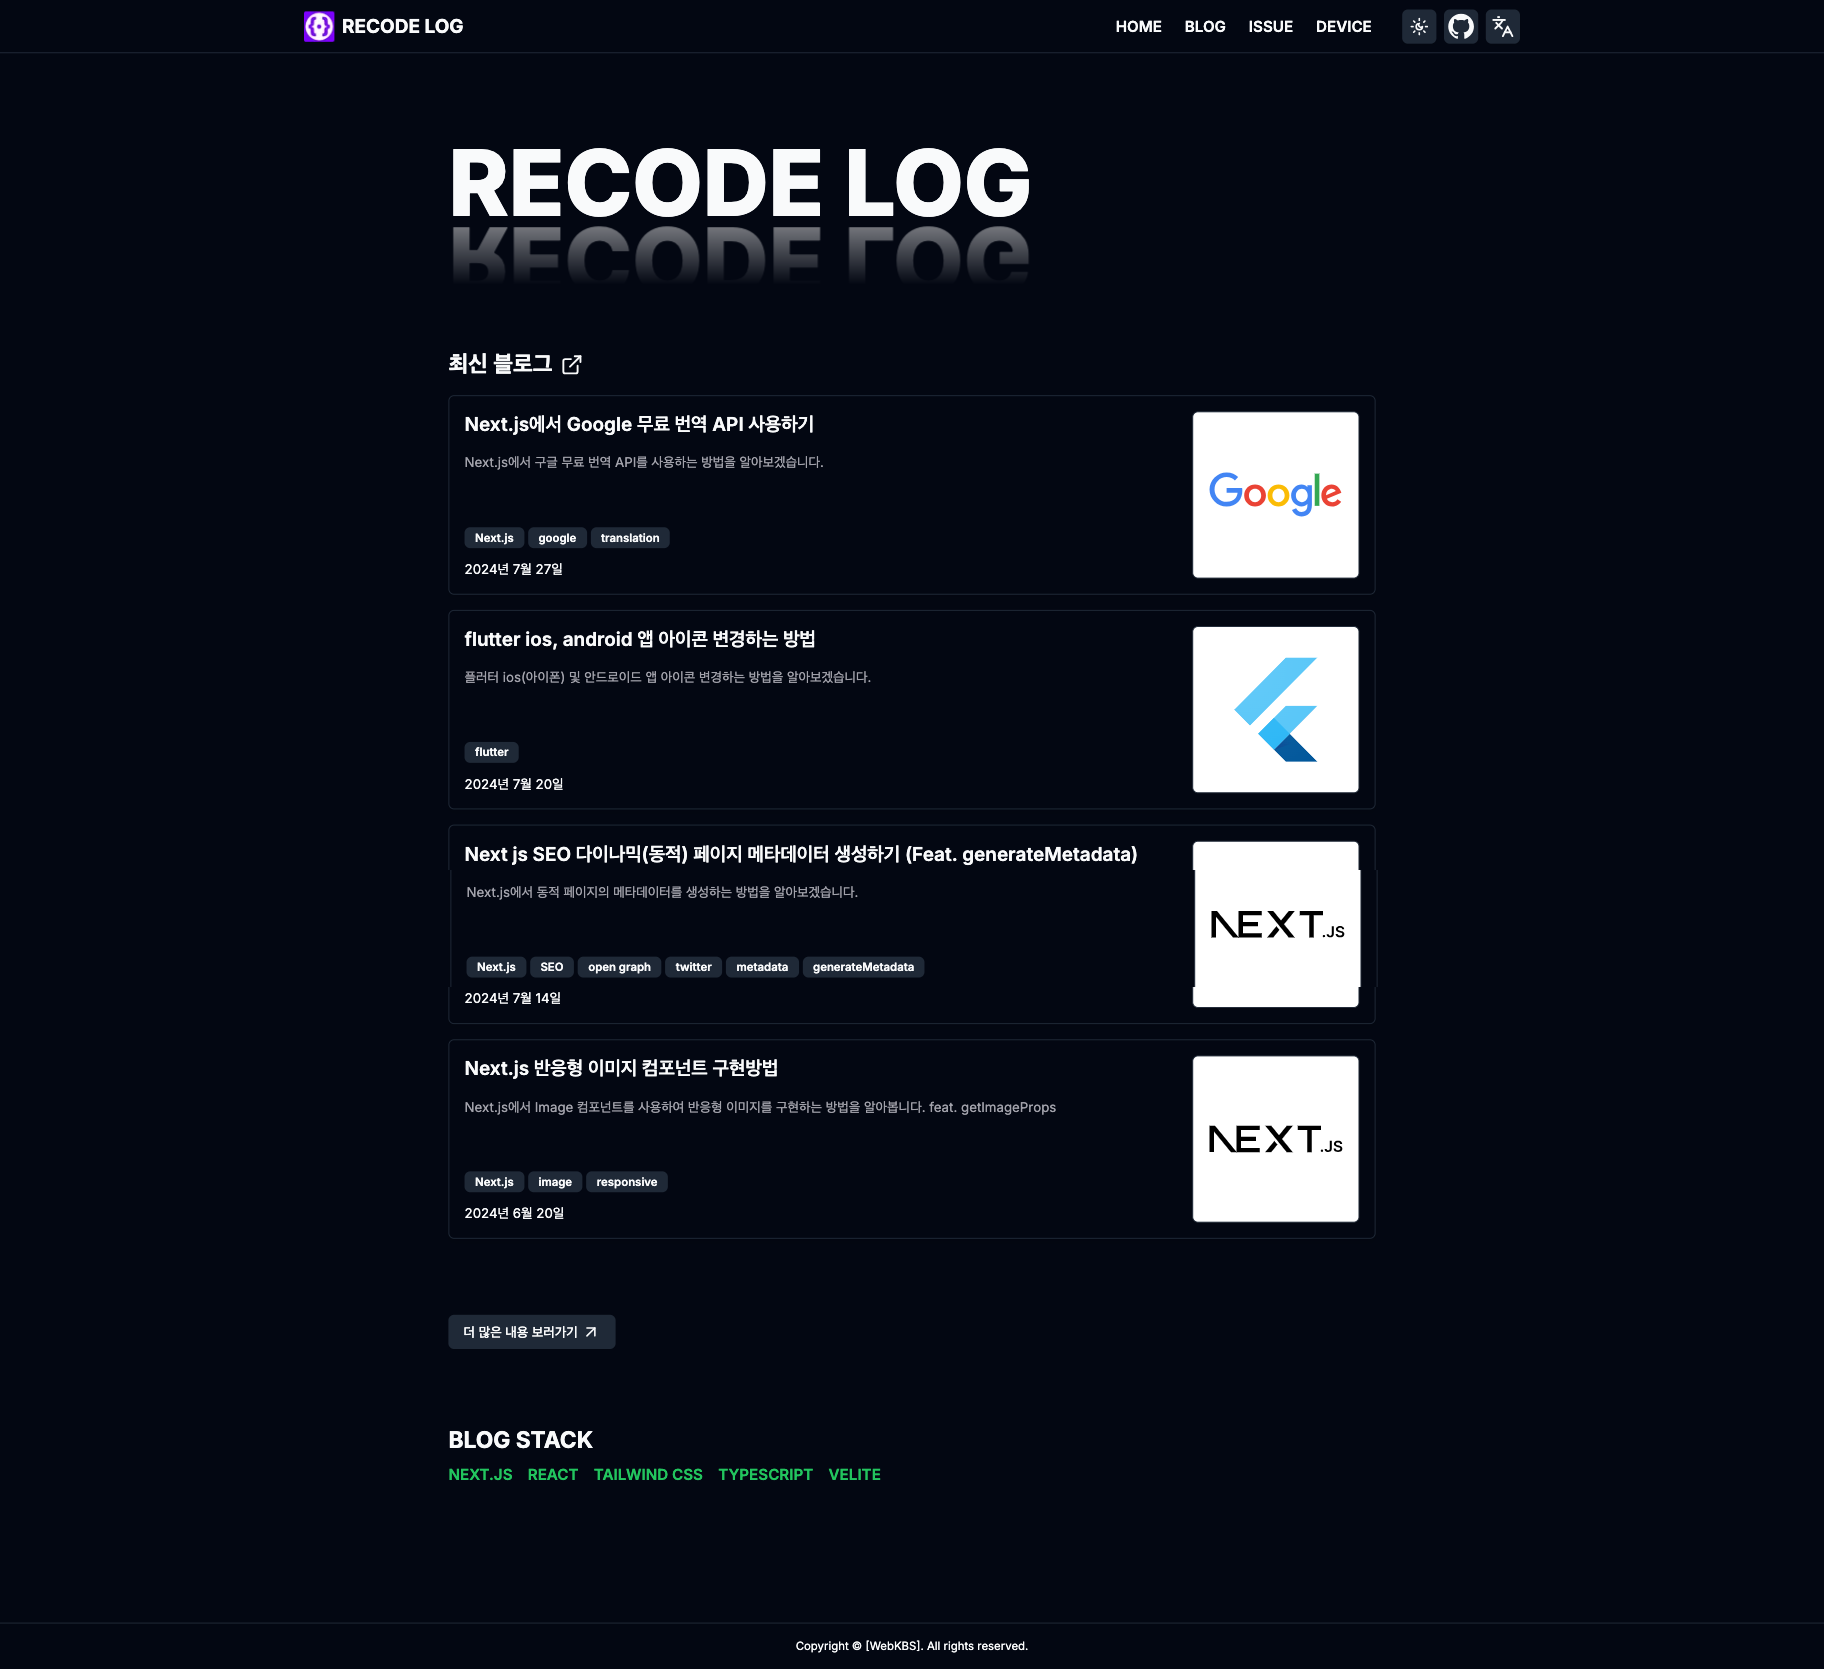 RECODE LOG
HOME BLOG ISSUE DEVICE
RECODE LOG
최신 블로그
Next.js에서 Google 무료 번역 API 사용하기
Next.js에서 구글 무료 번역 API를 사용하는 방법을 알아보겠습니다.
Google
Next.js google translation
2024년 7월 27일
flutter ios, android 앱 아이콘 변경하는 방법
플러터 ios(아이폰) 및 안드로이드 앱 아이콘 변경하는 방법을 알아보겠습니다.
flutter
2024년 7월 20일
Next js SEO 다이나믹(동적) 페이지 메타데이터 생성하기 (Feat. generateMetadata)
Next.js에서 동적 페이지의 메타데이터를 생성하는 방법을 알아보겠습니다.
NEXT.JS
Next.js SEO open graph twitter metadata generateMetadata
2024년 7월 14일
Next.js 반응형 이미지 컴포넌트 구현방법
Next.js에서 Image 컴포넌트를 사용하여 반응형 이미지를 구현하는 방법을 알아봅니다. feat. getImageProps
NEXT.JS
Next.js image responsive
2024년 6월 20일
더 많은 내용 보러가기
BLOG STACK
NEXT.JS REACT TAILWIND CSS TYPESCRIPT VELITE
Copyright © [WebKBS]. All rights reserved.